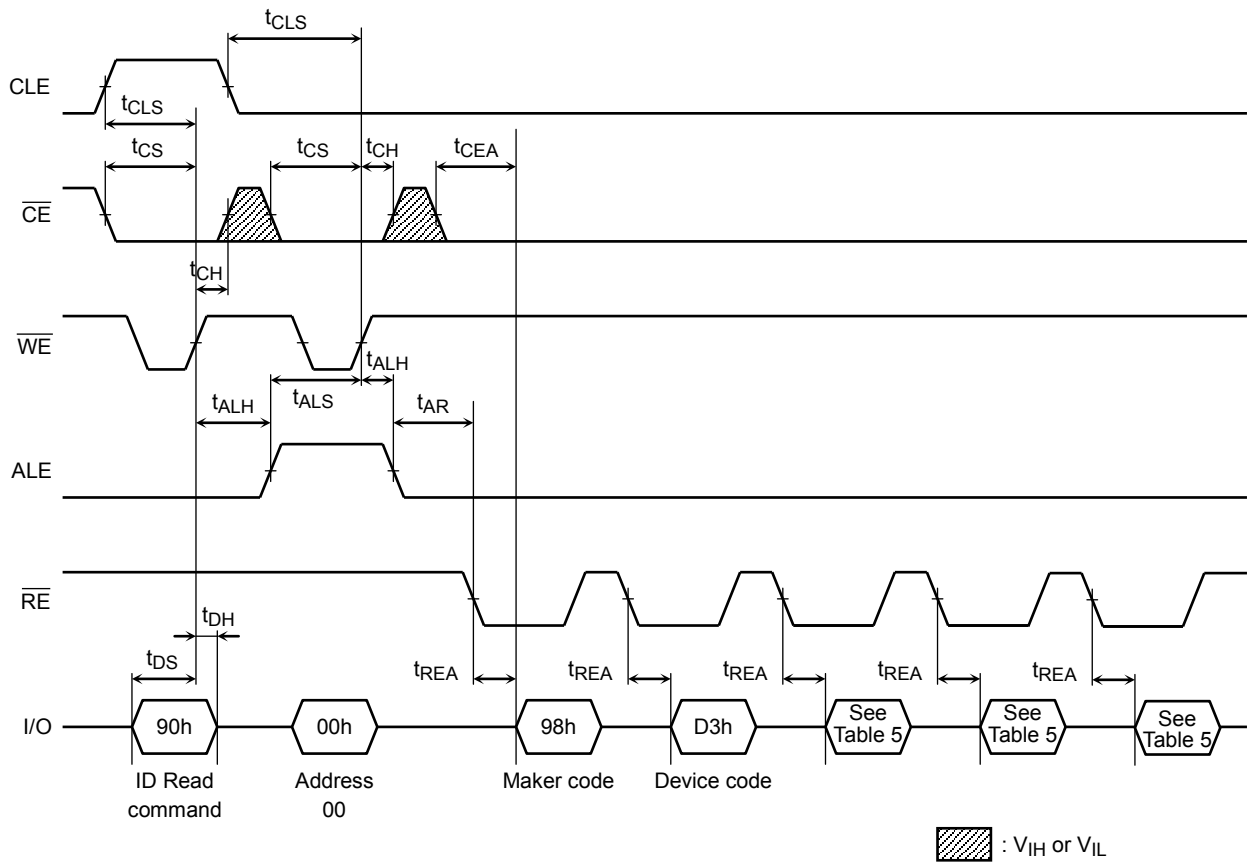 tCLS
CLE
tCLS
tCS
tCS
tCH
tCEA
CE
tCH
WE
tALH
tALH
tALS
tAR
ALE
RE
tDH
tDS
tREA
tREA
tREA
tREA
tREA
I/O
90h
00h
98h
D3h
See
Table 5
See
Table 5
See
Table 5
ID Read
command
Address
00
Maker code
Device code
: VIH or VIL